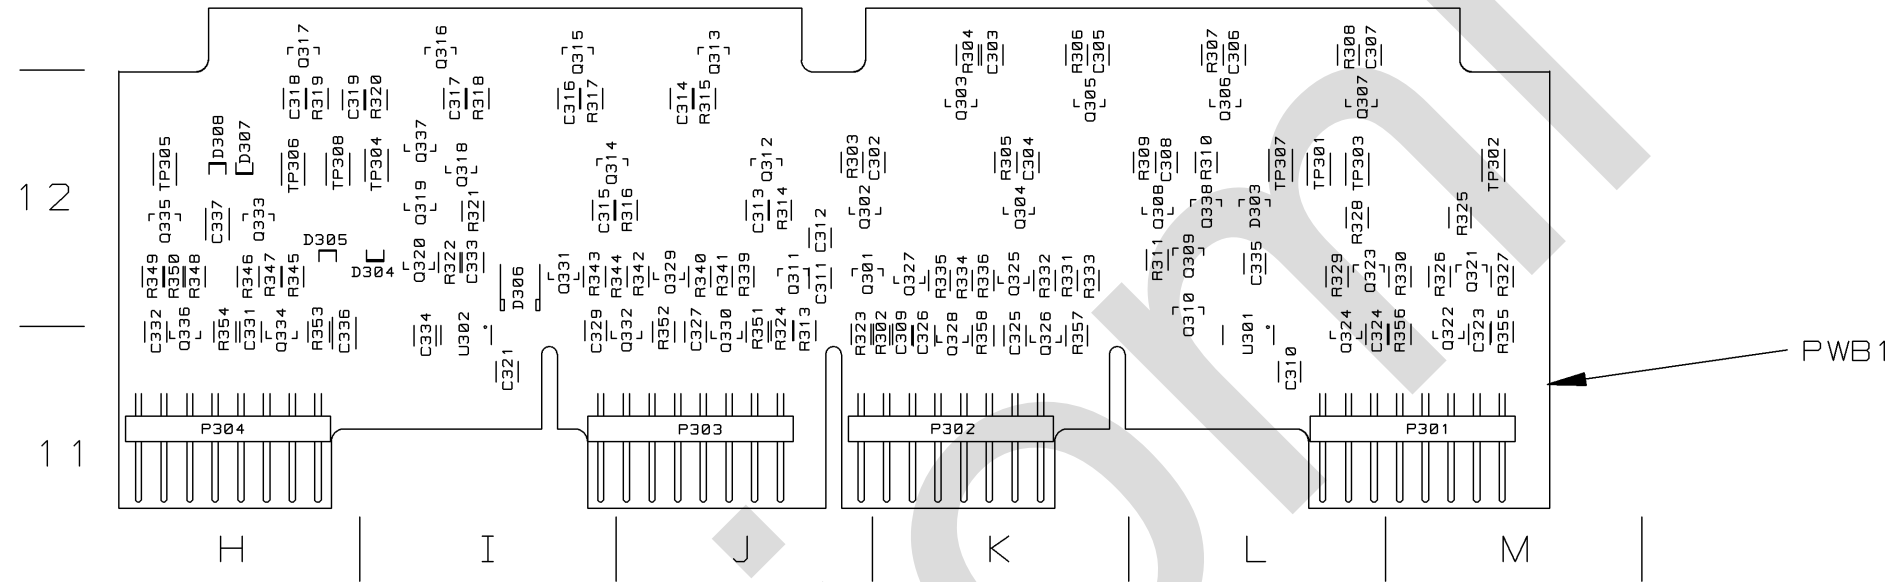 Q317 Q316 Q315 Q313 R304 C303 R306 C305 R307 C306 R308 C307
C318 R319 C319 R320 C317 R318 C316 R317 C314 R315 Q303 Q305 Q306 Q307
TP305 D308 D307 TP306 TP308 TP304 Q337 Q318 Q314 Q312 R303 C302 R305 C304 R309 C308 R310 TP307 TP301 TP303 TP302
12
Q335 C337 Q333 Q319 R321 C315 R316 C313 R314 C312 Q302 Q304 Q308 Q338 D303 R328 R325
D305
D304
R349 R350 R348 R346 R347 R345 Q320 R322 C333 D306 Q331 R343 R344 R342 Q329 R340 R341 R339 Q311 C311 Q301 Q327 R335 R334 R336 Q325 R332 R331 R333 R311 Q309 C335 R329 Q323 R330 R326 Q321 R327
C332 Q336 R354 C331 Q334 R353 C336 C334 U302 C329 Q332 R352 C327 Q330 R351 R324 R313 R323 R302 C309 C326 Q328 R358 C325 Q326 R357 Q310 U301 Q324 C324 R356 Q322 C323 R355
PWB1
C321 C310
P304 P303 P302 P301
11
H I J K L M